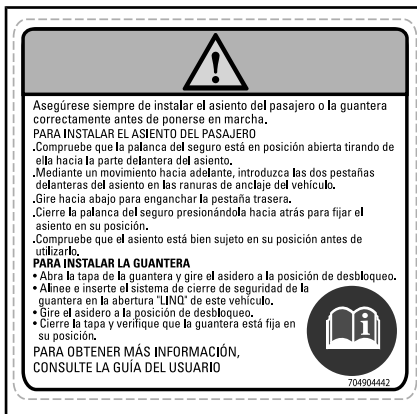 Asegúrese siempre de instalar el asiento del pasajero o la guantera
correctamente antes de ponerse en marcha.
PARA INSTALAR EL ASIENTO DEL PASAJERO
.Compruebe que la palanca del seguro está en posición abierta tirando de
ella hacia la parte delantera del asiento.
.Mediante un movimiento hacia adelante, introduzca las dos pestañas
delanteras del asiento en las ranuras de anclaje del vehículo.
.Gire hacia abajo para enganchar la pestaña trasera.
.Cierre la palanca del seguro presionándola hacia atrás para fijar el
asiento en su posición.
.Compruebe que el asiento está bien sujeto en su posición antes de
utilizarlo.
PARA INSTALAR LA GUANTERA
• Abra la tapa de la guantera y gire el asidero a la posición de desbloqueo.
• Alinee e inserte el sistema de cierre de seguridad de la
guantera en la abertura "LINQ" de este vehículo.
• Gire el asidero a la posición de desbloqueo.
• Cierre la tapa y verifique que la guantera está fija en
su posición.
PARA OBTENER MÁS INFORMACIÓN,
CONSULTE LA GUÍA DEL USUARIO
704904442